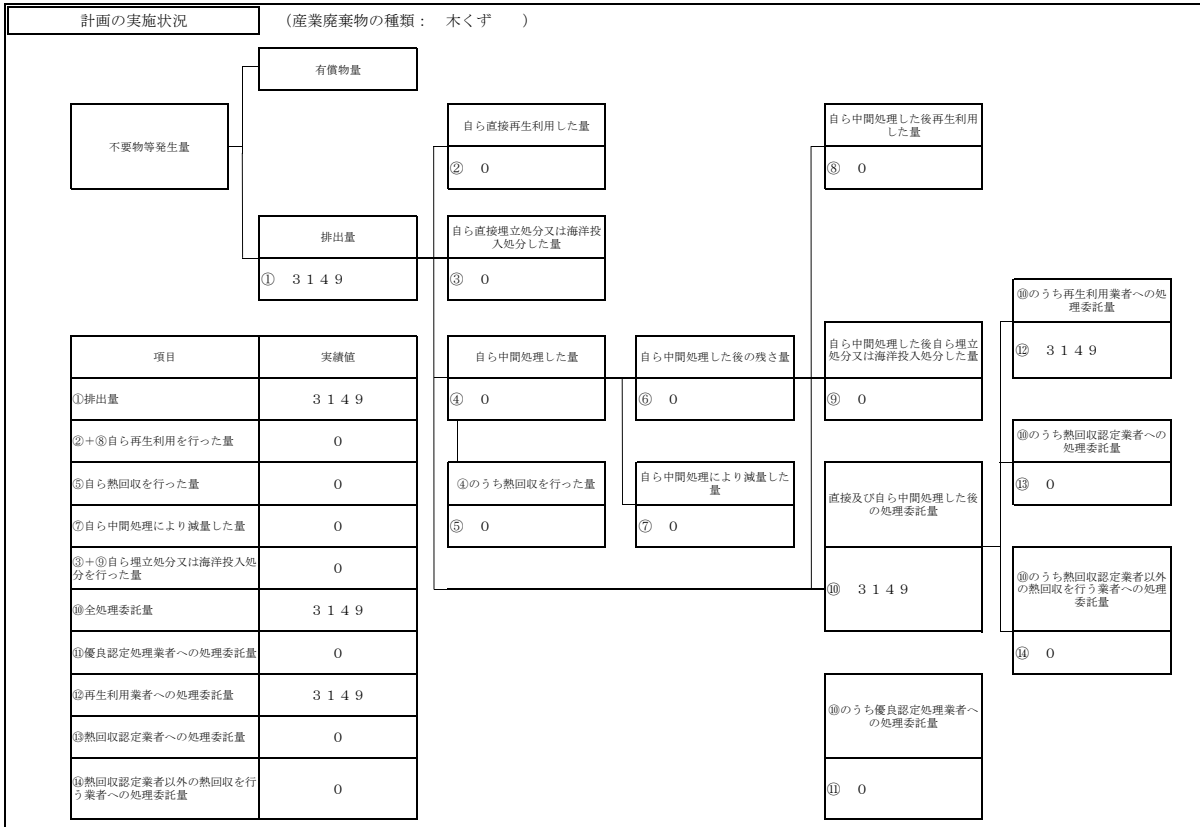 計画の実施状況 （産業廃棄物の種類： 木くず ）
有償物量
不要物等発生量
自ら直接再生利用した量
② ０
自ら中間処理した後再生利用
した量
⑧ ０
排出量
① ３１４９
自ら直接埋立処分又は海洋投
入処分した量
③ ０
項目 実績値
①排出量 ３１４９
②＋⑧自ら再生利用を行った量 ０
⑤自ら熱回収を行った量 ０
⑦自ら中間処理により減量した量 ０
③＋⑨自ら埋立処分又は海洋投入処
分を行った量 ０
⑩全処理委託量 ３１４９
⑪優良認定処理業者への処理委託量 ０
⑫再生利用業者への処理委託量 ３１４９
⑬熱回収認定業者への処理委託量 ０
⑭熱回収認定業者以外の熱回収を行
う業者への処理委託量 ０
自ら中間処理した量
④ ０
④のうち熱回収を行った量
⑤ ０
自ら中間処理した後の残さ量
⑥ ０
自ら中間処理により減量した
量
⑦ ０
自ら中間処理した後自ら埋立
処分又は海洋投入処分した量
⑨ ０
直接及び自ら中間処理した後
の処理委託量
⑩ ３１４９
⑩のうち優良認定処理業者へ
の処理委託量
⑪ ０
⑩のうち再生利用業者への処
理委託量
⑫ ３１４９
⑩のうち熱回収認定業者への
処理委託量
⑬ ０
⑩のうち熱回収認定業者以外
の熱回収を行う業者への処理
委託量
⑭ ０